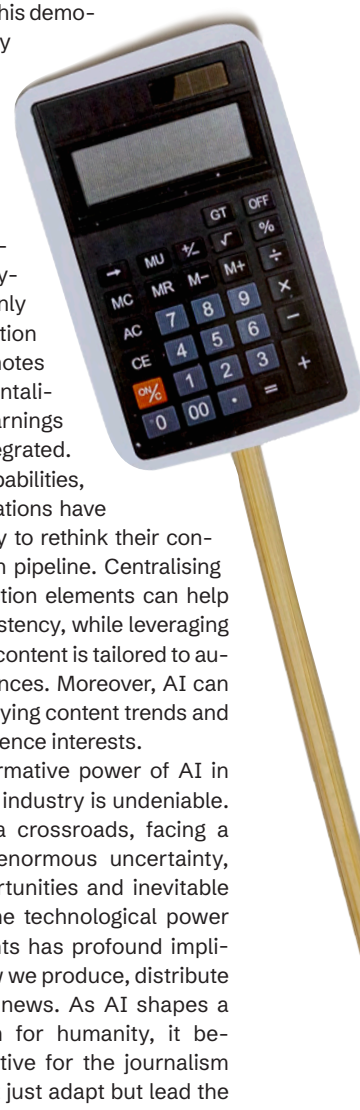 his demo-
y
-
y-
nly
tion
notes
ntali-
arnings
egrated.
pabilities,
ations have
y to rethink their con-
n pipeline. Centralising
tion elements can help
stency, while leveraging
content is tailored to au-
nces. Moreover, AI can
ying content trends and
ence interests.
rmative power of AI in
industry is undeniable.
a crossroads, facing a
enormous uncertainty,
rtunities and inevitable
ne technological power
nts has profound impli-
w we produce, distribute
news. As AI shapes a
n for humanity, it be-
tive for the journalism
just adapt but lead the
GT OFF
→ MU +/− √ %
MC MR M− M+ ÷
AC 7 8 9 ×
CE 4 5 6 −
ON/C 1 2 3 +
0 00 · =